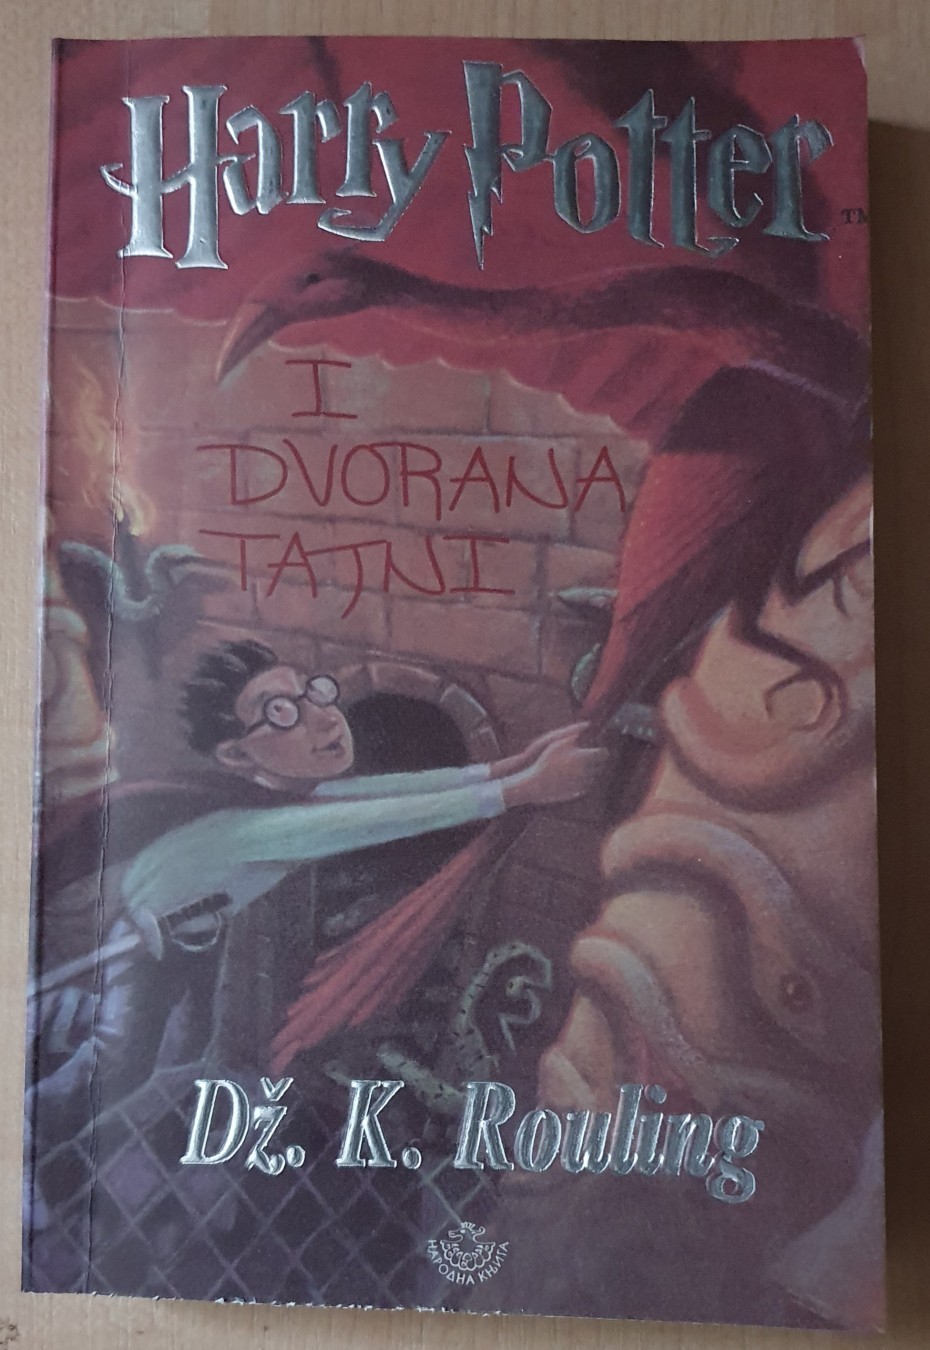 Harry Potter ™
I
DVORANA
TAJNI
Dž. K. Rouling
НАРОДНА КЊИГА